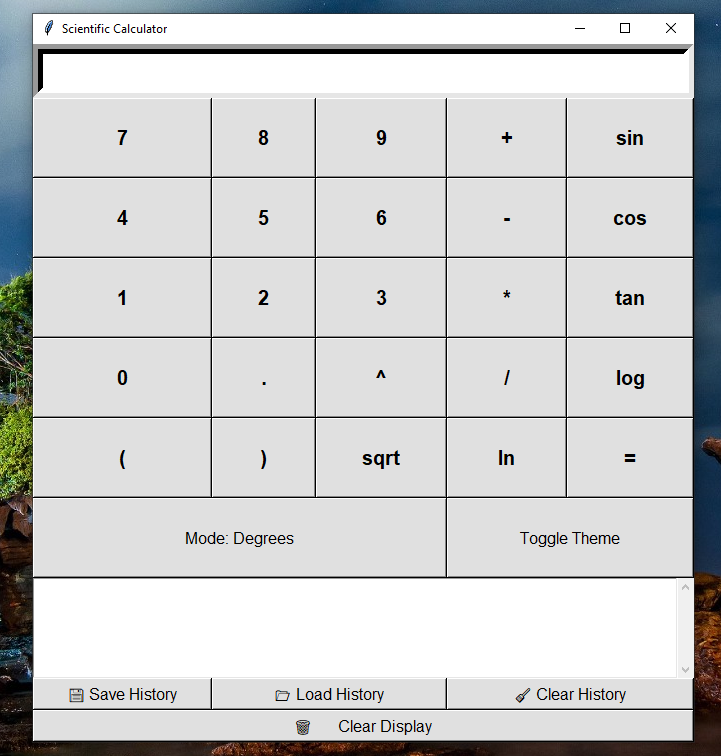 Scientific Calculator
7 8 9 + sin
4 5 6 - cos
1 2 3 * tan
0 . ^ / log
( ) sqrt ln =
Mode: Degrees Toggle Theme
Save History Load History Clear History
Clear Display